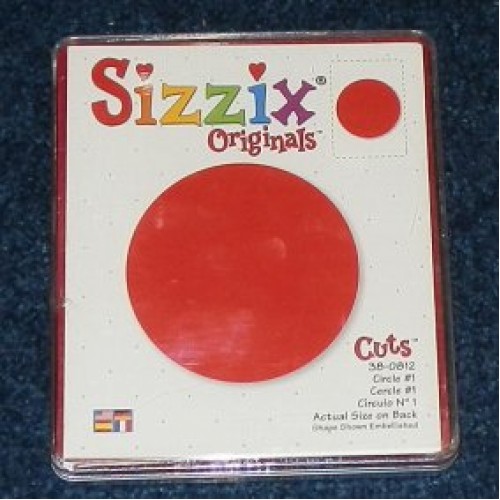 Sizzix®
Originals™
Cuts™
38-0812
Circle #1
Cercle #1
Círculo N° 1
Actual Size on Back
Shape Shown Embellished